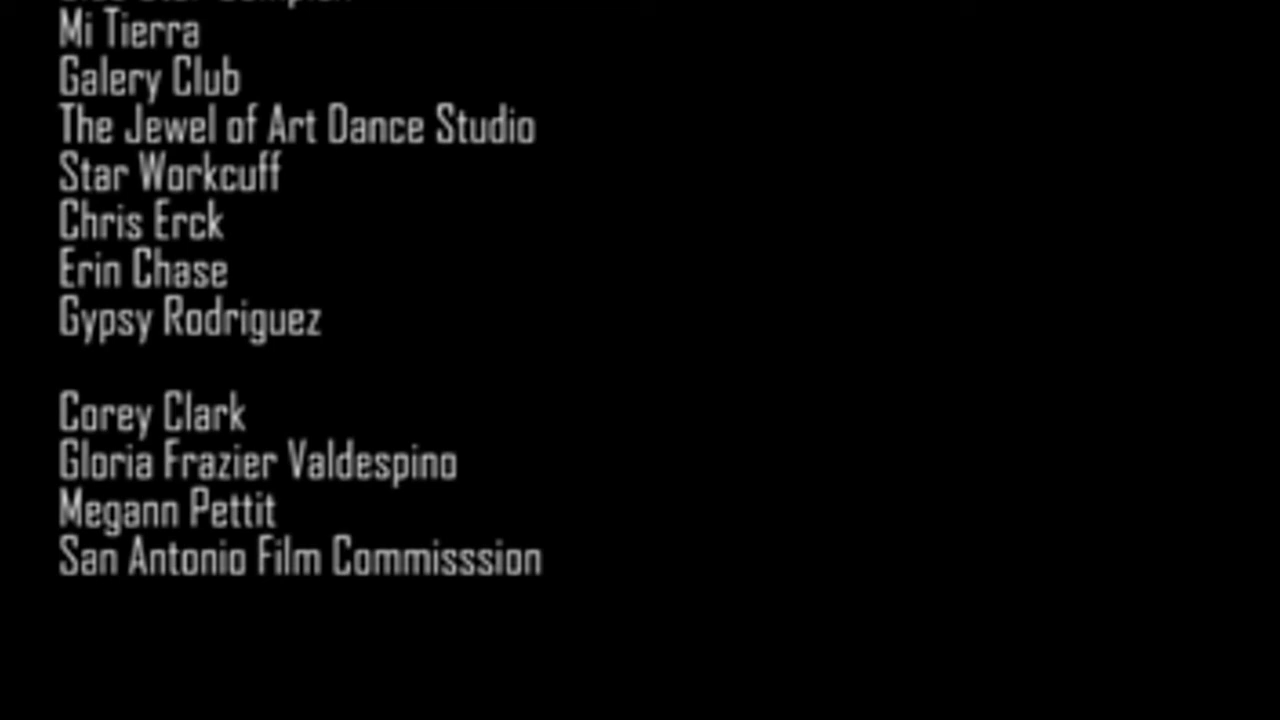 Mi Tierra
Galery Club
The Jewel of Art Dance Studio
Star Workcuff
Chris Erck
Erin Chase
Gypsy Rodriguez
Corey Clark
Gloria Frazier Valdespino
Megann Pettit
San Antonio Film Commisssion